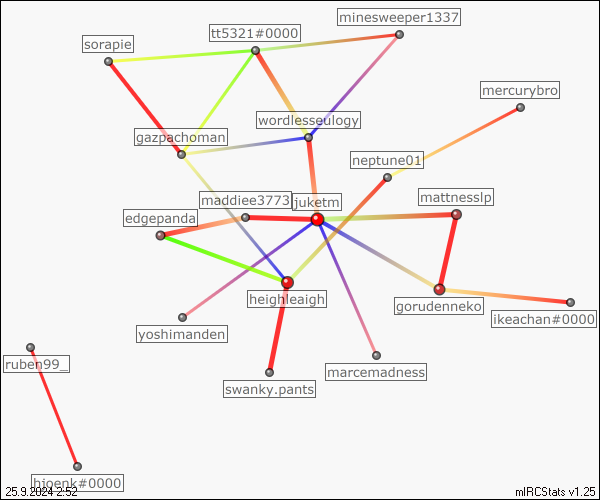 minesweeper1337
tt5321#0000
sorapie
mercurybro
wordlesseulogy
gazpachoman
neptune01
maddiee3773
juketm
mattnesslp
edgepanda
heighleaigh
gorudenneko
ikeachan#0000
yoshimanden
ruben99_
marcemadness
swanky.pants
hjoenk#0000
25.9.2024 2:52
mIRCStats v1.25